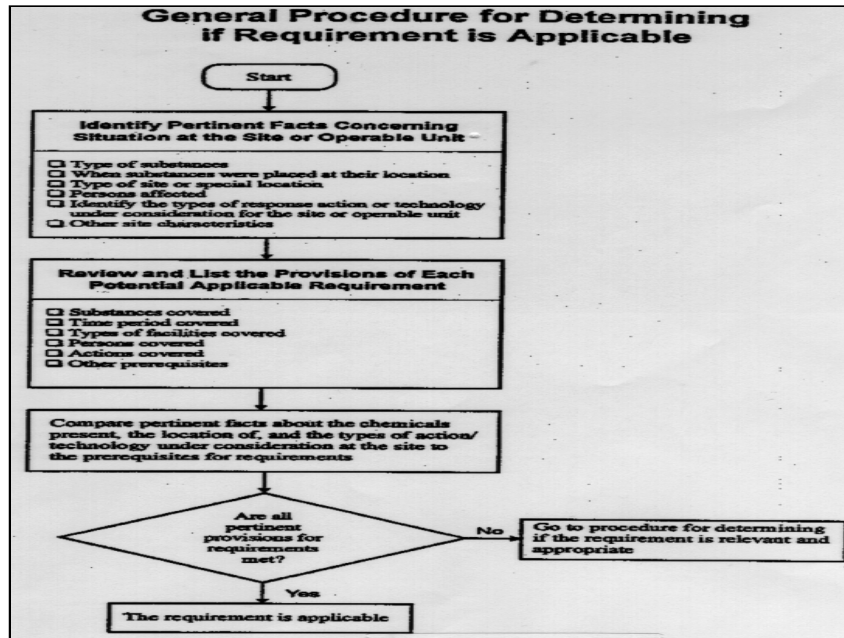 General Procedure for Determining
if Requirement is Applicable
Start
Identify Pertinent Facts Concerning
Situation at the Site or Operable Unit
❑ Type of substances
❑ When substances were placed at their location
❑ Type of site or special location
❑ Persons affected
❑ Identify the types of response action or technology
under consideration for the site or operable unit
❑ Other site characteristics
Review and List the Provisions of Each
Potential Applicable Requirement
❑ Substances covered
❑ Time period covered
❑ Types of facilities covered
❑ Persons covered
❑ Actions covered
❑ Other prerequisites
Compare pertinent facts about the chemicals
present, the location of, and the types of action/
technology under consideration at the site to
the prerequisites for requirements
Are all
pertinent
provisions for
requirements
met?
No
Go to procedure for determining
if the requirement is relevant and
appropriate
Yes
The requirement is applicable